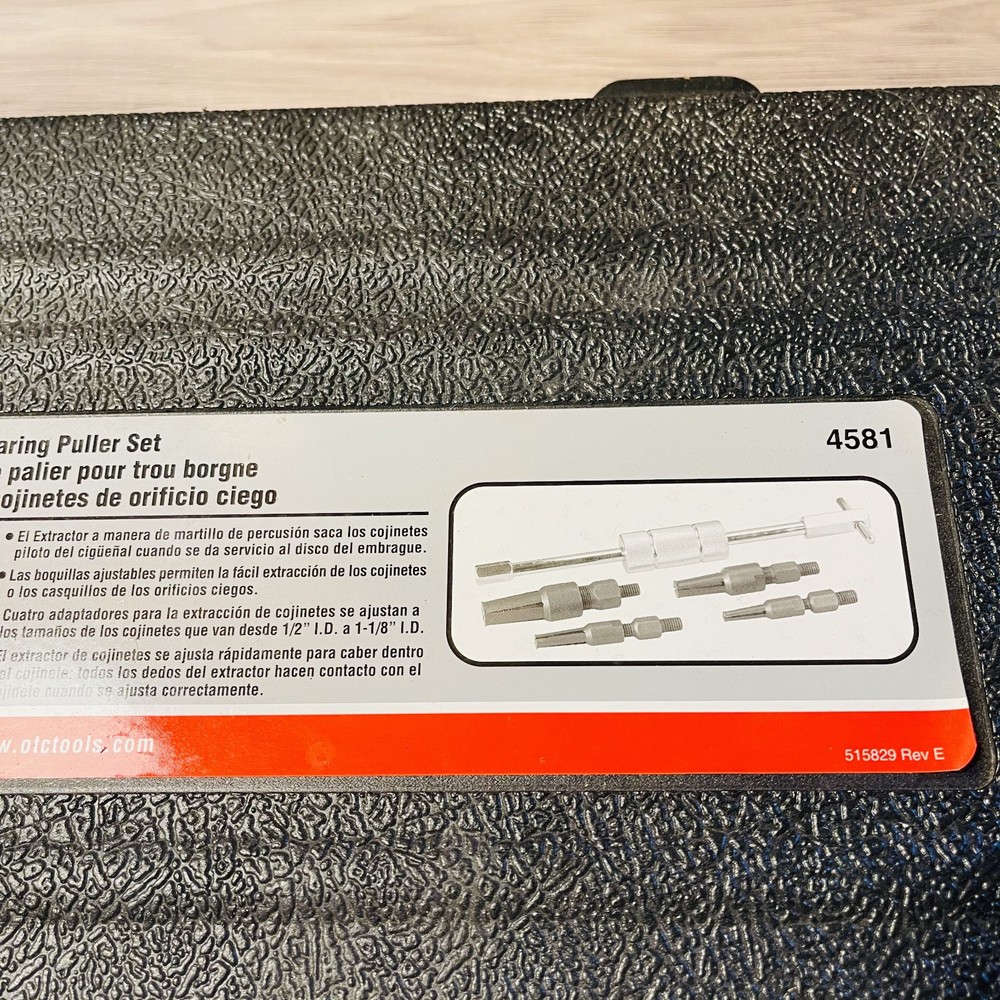 aring Puller Set
4581
palier pour trou borgne
ojinetes de orificio ciego
• El Extractor a manera de martillo de percusión saca los cojinetes
piloto del cigüeñal cuando se da servicio al disco del embrague.
• Las boquillas ajustables permiten la fácil extracción de los cojinetes
o los casquillos de los orificios ciegos.
Cuatro adaptadores para la extracción de cojinetes se ajustan a
los tamaños de los cojinetes que van desde 1/2" I.D. a 1-1/8" I.D.
El extractor de cojinetes se ajusta rápidamente para caber dentro
el cojinete; todos los dedos del extractor hacen contacto con el
ojinete cuando se ajusta correctamente.
w.otctools.com
515829 Rev E